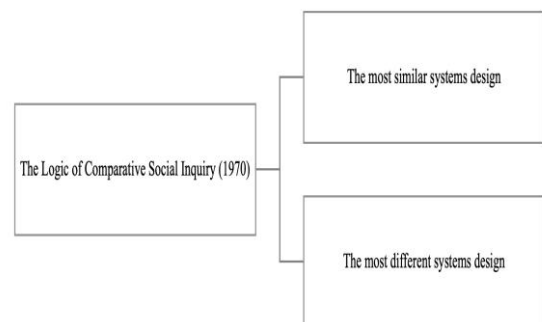 The most similar systems design
The Logic of Comparative Social Inquiry (1970)
The most different systems design